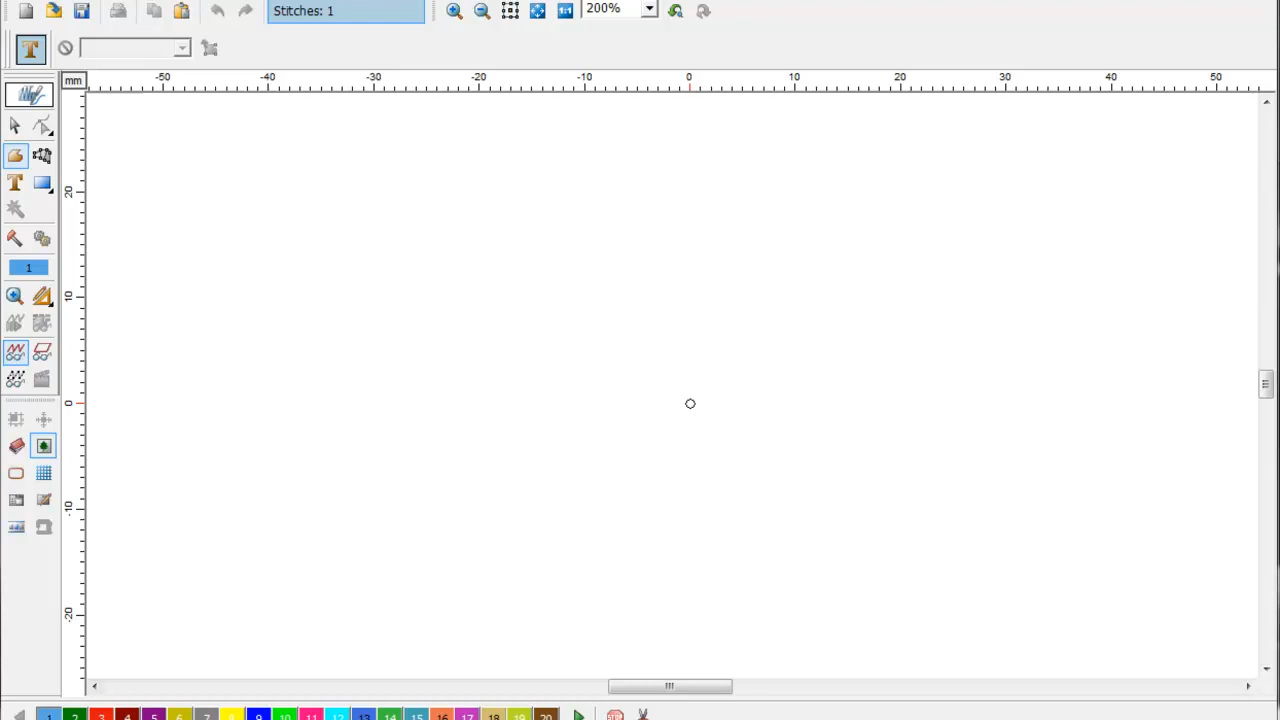 Stitches: 1
200%
T
mm
-50 -40 -30 -20 -10 0 10 20 30 40 50
T
1
1:1
20
10
0
-10
-20
1 2 3 4 5 6 7 8 9 10 11 12 13 14 15 16 17 18 19 20